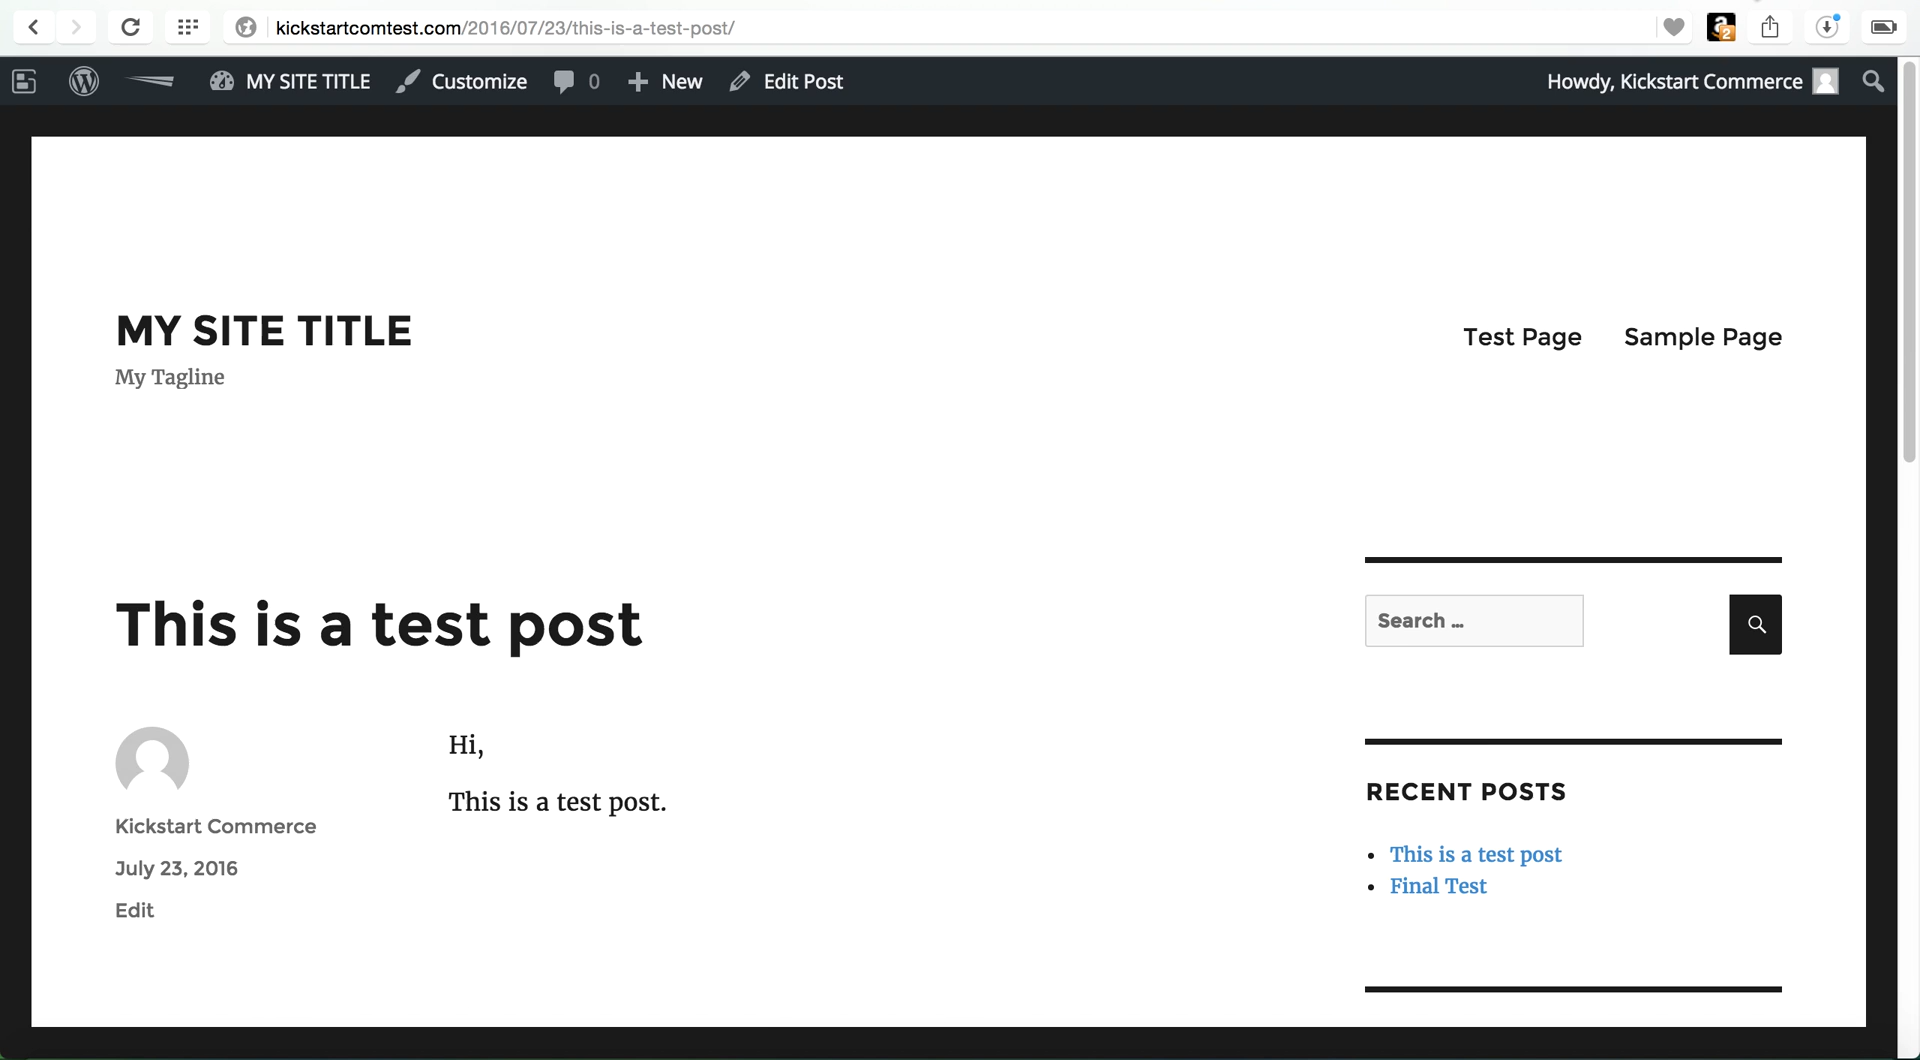 kickstartcomtest.com/2016/07/23/this-is-a-test-post/
2
MY SITE TITLE Customize 0 New Edit Post Howdy, Kickstart Commerce
MY SITE TITLE
My Tagline
Test Page Sample Page
This is a test post
Search ...
Hi,
This is a test post.
Kickstart Commerce
July 23, 2016
Edit
RECENT POSTS
This is a test post
Final Test